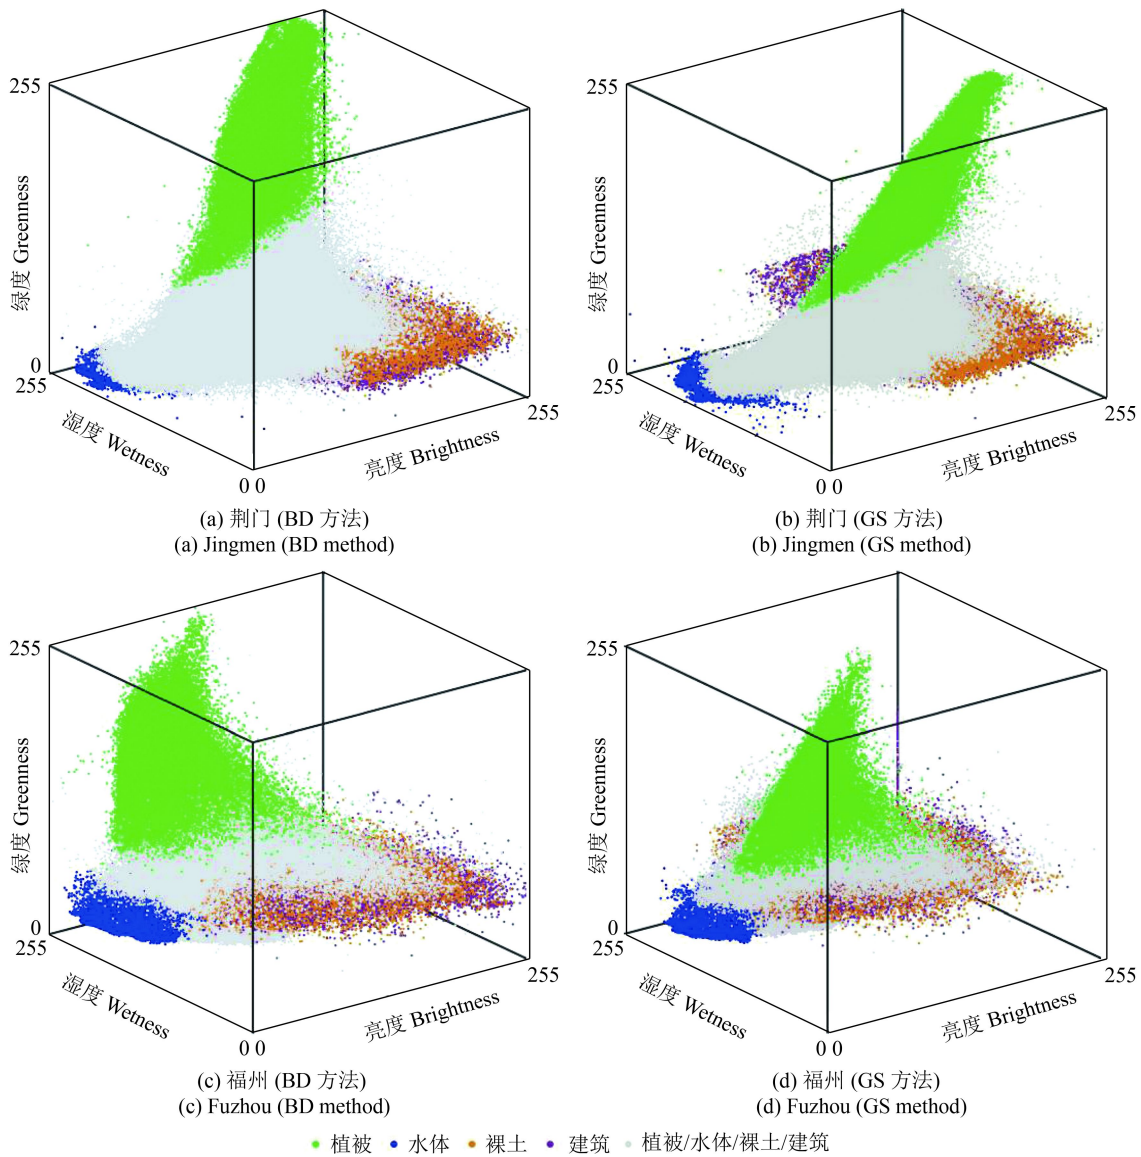 255
绿度 Greenness
0
255
湿度 Wetness
0 0
亮度 Brightness
255
(a) 荆门 (BD 方法)
(a) Jingmen (BD method)
255
绿度 Greenness
0
255
湿度 Wetness
0 0
亮度 Brightness
255
(b) 荆门 (GS 方法)
(b) Jingmen (GS method)
255
绿度 Greenness
0
255
湿度 Wetness
0 0
亮度 Brightness
255
(c) 福州 (BD 方法)
(c) Fuzhou (BD method)
255
绿度 Greenness
0
255
湿度 Wetness
0 0
亮度 Brightness
255
(d) 福州 (GS 方法)
(d) Fuzhou (GS method)
植被 水体 裸土 建筑 植被/水体/裸土/建筑